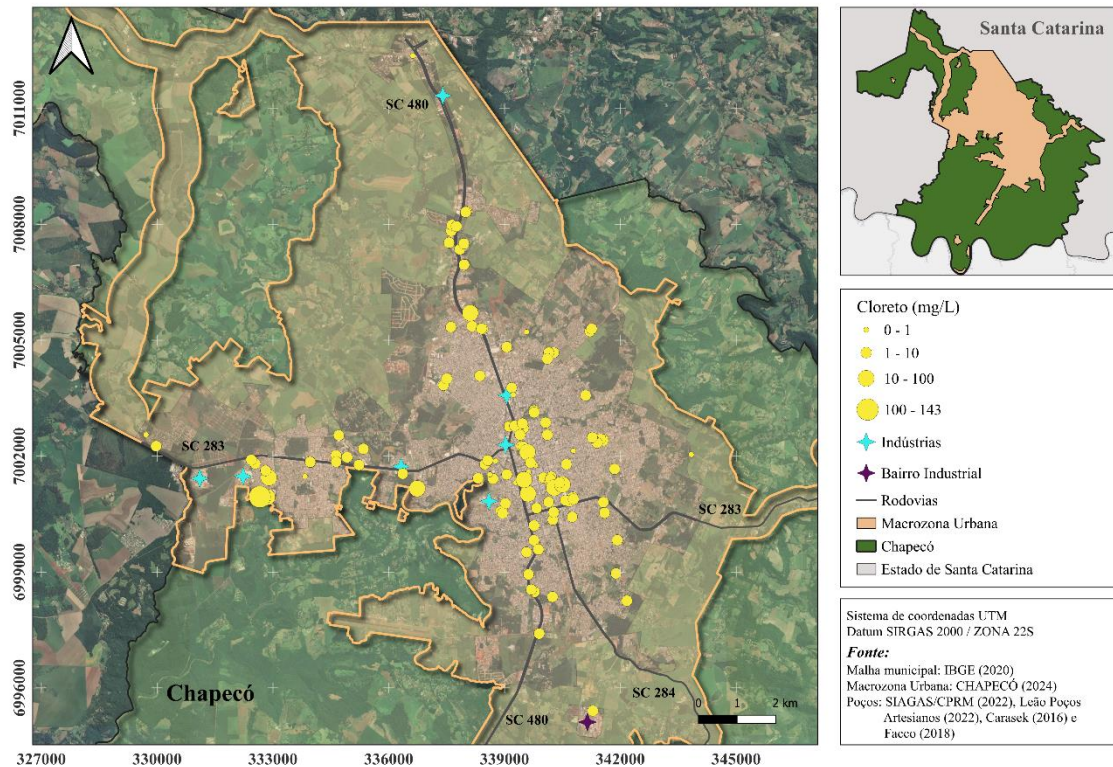 SC 480
SC 283
SC 283
SC 284
SC 480
Chapecó
0 1 2 km
7011000
7008000
7005000
7002000
6999000
6996000
327000 330000 333000 336000 339000 342000 345000
Santa Catarina
Cloreto (mg/L)
0 - 1
1 - 10
10 - 100
100 - 143
Indústrias
Bairro Industrial
Rodovias
Macrozona Urbana
Chapecó
Estado de Santa Catarina
Sistema de coordenadas UTM
Datum SIRGAS 2000 / ZONA 22S
Fonte:
Malha municipal: IBGE (2020)
Macrozona Urbana: CHAPECÓ (2024)
Poços: SIAGAS/CPRM (2022), Leão Poços
Artesianos (2022), Carasek (2016) e
Facco (2018)